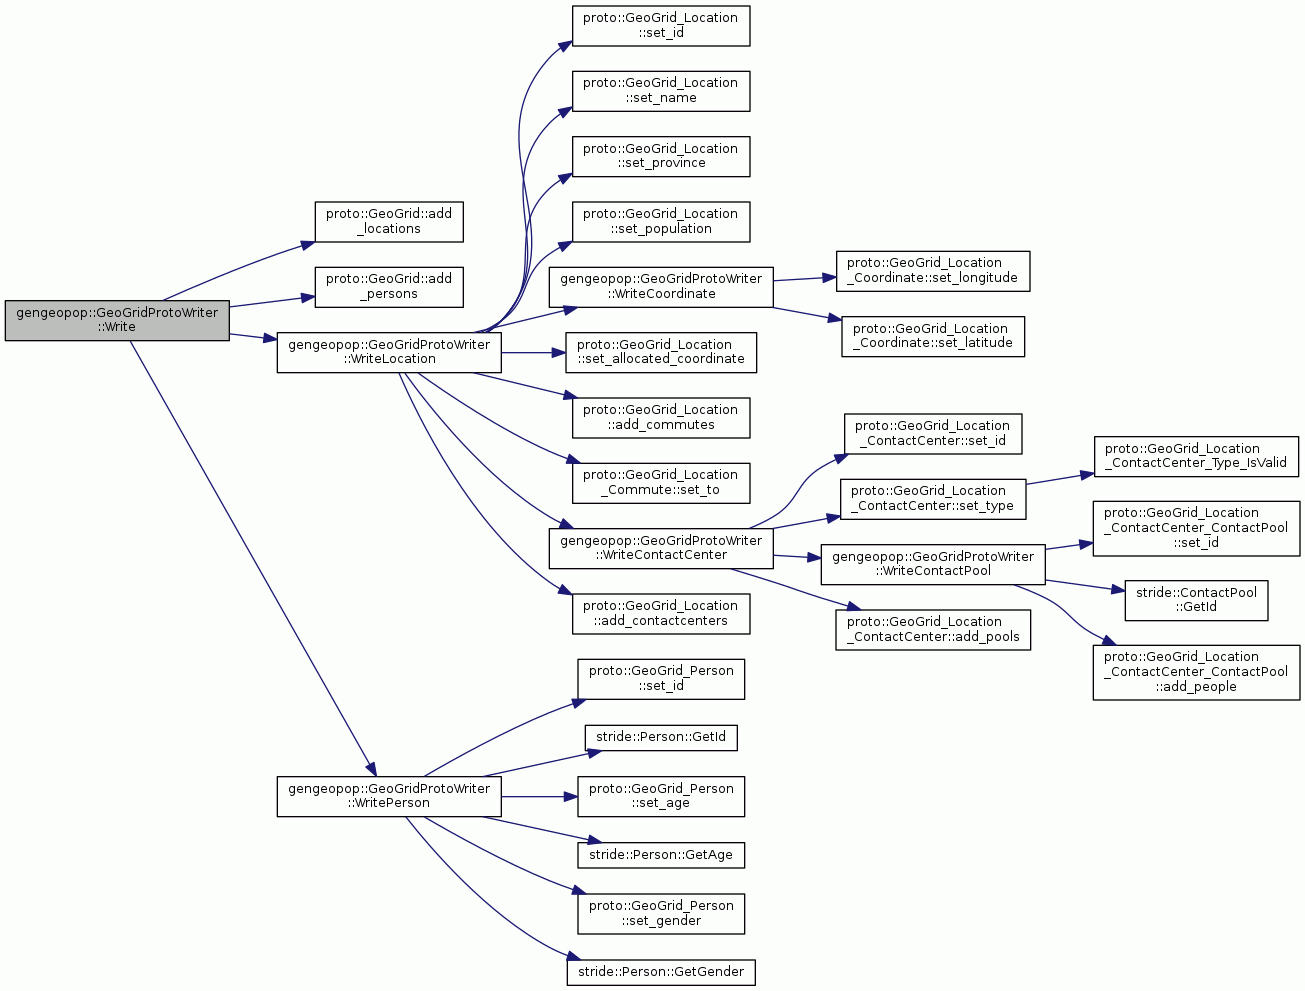 gengeopop::GeoGridProtoWriter
::Write
proto::GeoGrid::add
_locations
proto::GeoGrid::add
_persons
gengeopop::GeoGridProtoWriter
::WriteLocation
gengeopop::GeoGridProtoWriter
::WritePerson
proto::GeoGrid_Location
::set_id
proto::GeoGrid_Location
::set_name
proto::GeoGrid_Location
::set_province
proto::GeoGrid_Location
::set_population
gengeopop::GeoGridProtoWriter
::WriteCoordinate
proto::GeoGrid_Location
::set_allocated_coordinate
proto::GeoGrid_Location
::add_commutes
proto::GeoGrid_Location
_Commute::set_to
gengeopop::GeoGridProtoWriter
::WriteContactCenter
proto::GeoGrid_Location
::add_contactcenters
proto::GeoGrid_Person
::set_id
stride::Person::GetId
proto::GeoGrid_Person
::set_age
stride::Person::GetAge
proto::GeoGrid_Person
::set_gender
stride::Person::GetGender
proto::GeoGrid_Location
_Coordinate::set_longitude
proto::GeoGrid_Location
_Coordinate::set_latitude
proto::GeoGrid_Location
_ContactCenter::set_id
proto::GeoGrid_Location
_ContactCenter::set_type
gengeopop::GeoGridProtoWriter
::WriteContactPool
proto::GeoGrid_Location
_ContactCenter::add_pools
proto::GeoGrid_Location
_ContactCenter_Type_IsValid
proto::GeoGrid_Location
_ContactCenter_ContactPool
::set_id
stride::ContactPool
::GetId
proto::GeoGrid_Location
_ContactCenter_ContactPool
::add_people